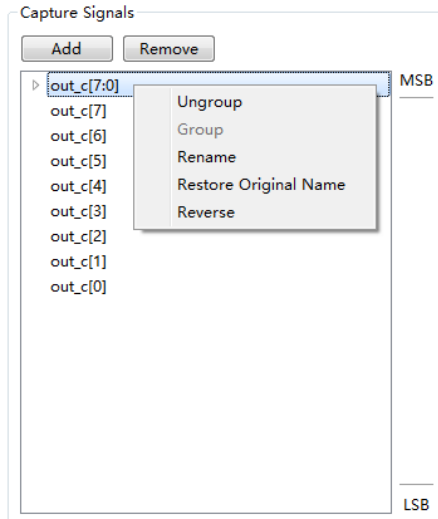 Capture Signals
Add Remove
out_c[7:0] MSB
out_c[7]
out_c[6]
out_c[5]
out_c[4]
out_c[3]
out_c[2]
out_c[1]
out_c[0]
Ungroup
Group
Rename
Restore Original Name
Reverse
LSB